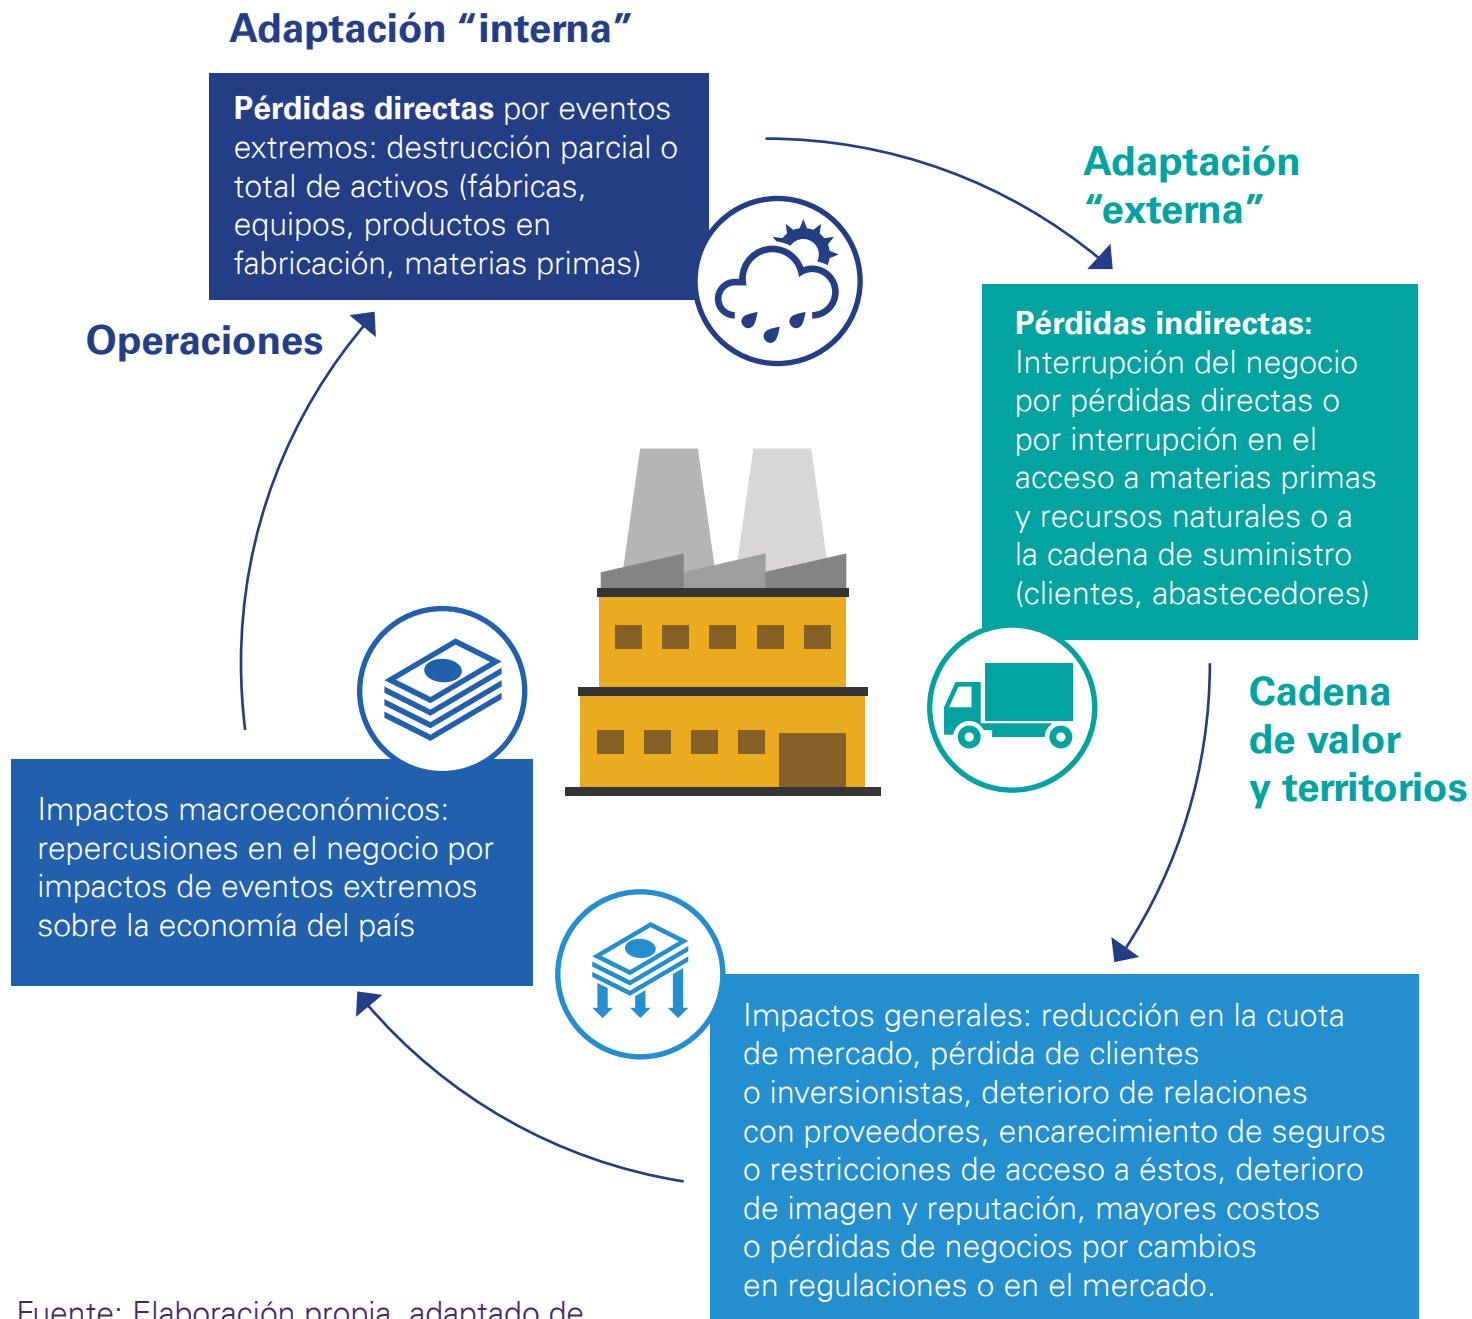 Adaptación “interna”
Pérdidas directas por eventos
extremos: destrucción parcial o
total de activos (fábricas,
equipos, productos en
fabricación, materias primas)
Adaptación
“externa”
Operaciones
Pérdidas indirectas:
Interrupción del negocio
por pérdidas directas o
por interrupción en el
acceso a materias primas
y recursos naturales o a
la cadena de suministro
(clientes, abastecedores)
Cadena
de valor
y territorios
Impactos macroeconómicos:
repercusiones en el negocio por
impactos de eventos extremos
sobre la economía del país
Impactos generales: reducción en la cuota
de mercado, pérdida de clientes
o inversionistas, deterioro de relaciones
con proveedores, encarecimiento de seguros
o restricciones de acceso a éstos, deterioro
de imagen y reputación, mayores costos
o pérdidas de negocios por cambios
en regulaciones o en el mercado.
Fuente: Elaboración propia, adaptado de